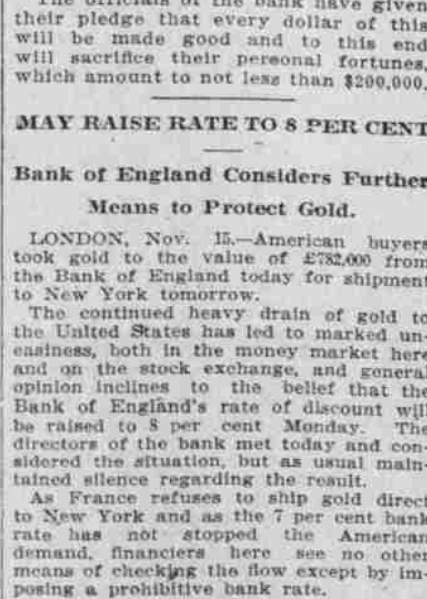 The officials of the bank have given
their pledge that every dollar of this
will be made good and to this end
will sacrifice their personal fortunes,
which amount to not less than $200,000.
MAY RAISE RATE TO 8 PER CENT
Bank of England Considers Further
Means to Protect Gold.
LONDON, Nov. 15.—American buyers
took gold to the value of £782,000 from
the Bank of England today for shipment
to New York tomorrow.
The continued heavy drain of gold to
the United States has led to marked un-
easiness, both in the money market here
and on the stock exchange, and general
opinion inclines to the belief that the
Bank of England's rate of discount will
be raised to 8 per cent Monday. The
directors of the bank met today and con-
sidered the situation, but as usual main-
tained silence regarding the result.
As France refuses to ship gold direct
to New York and as the 7 per cent bank
rate has not stopped the American
demand, financiers here see no other
means of checking the flow except by im-
posing a prohibitive bank rate.